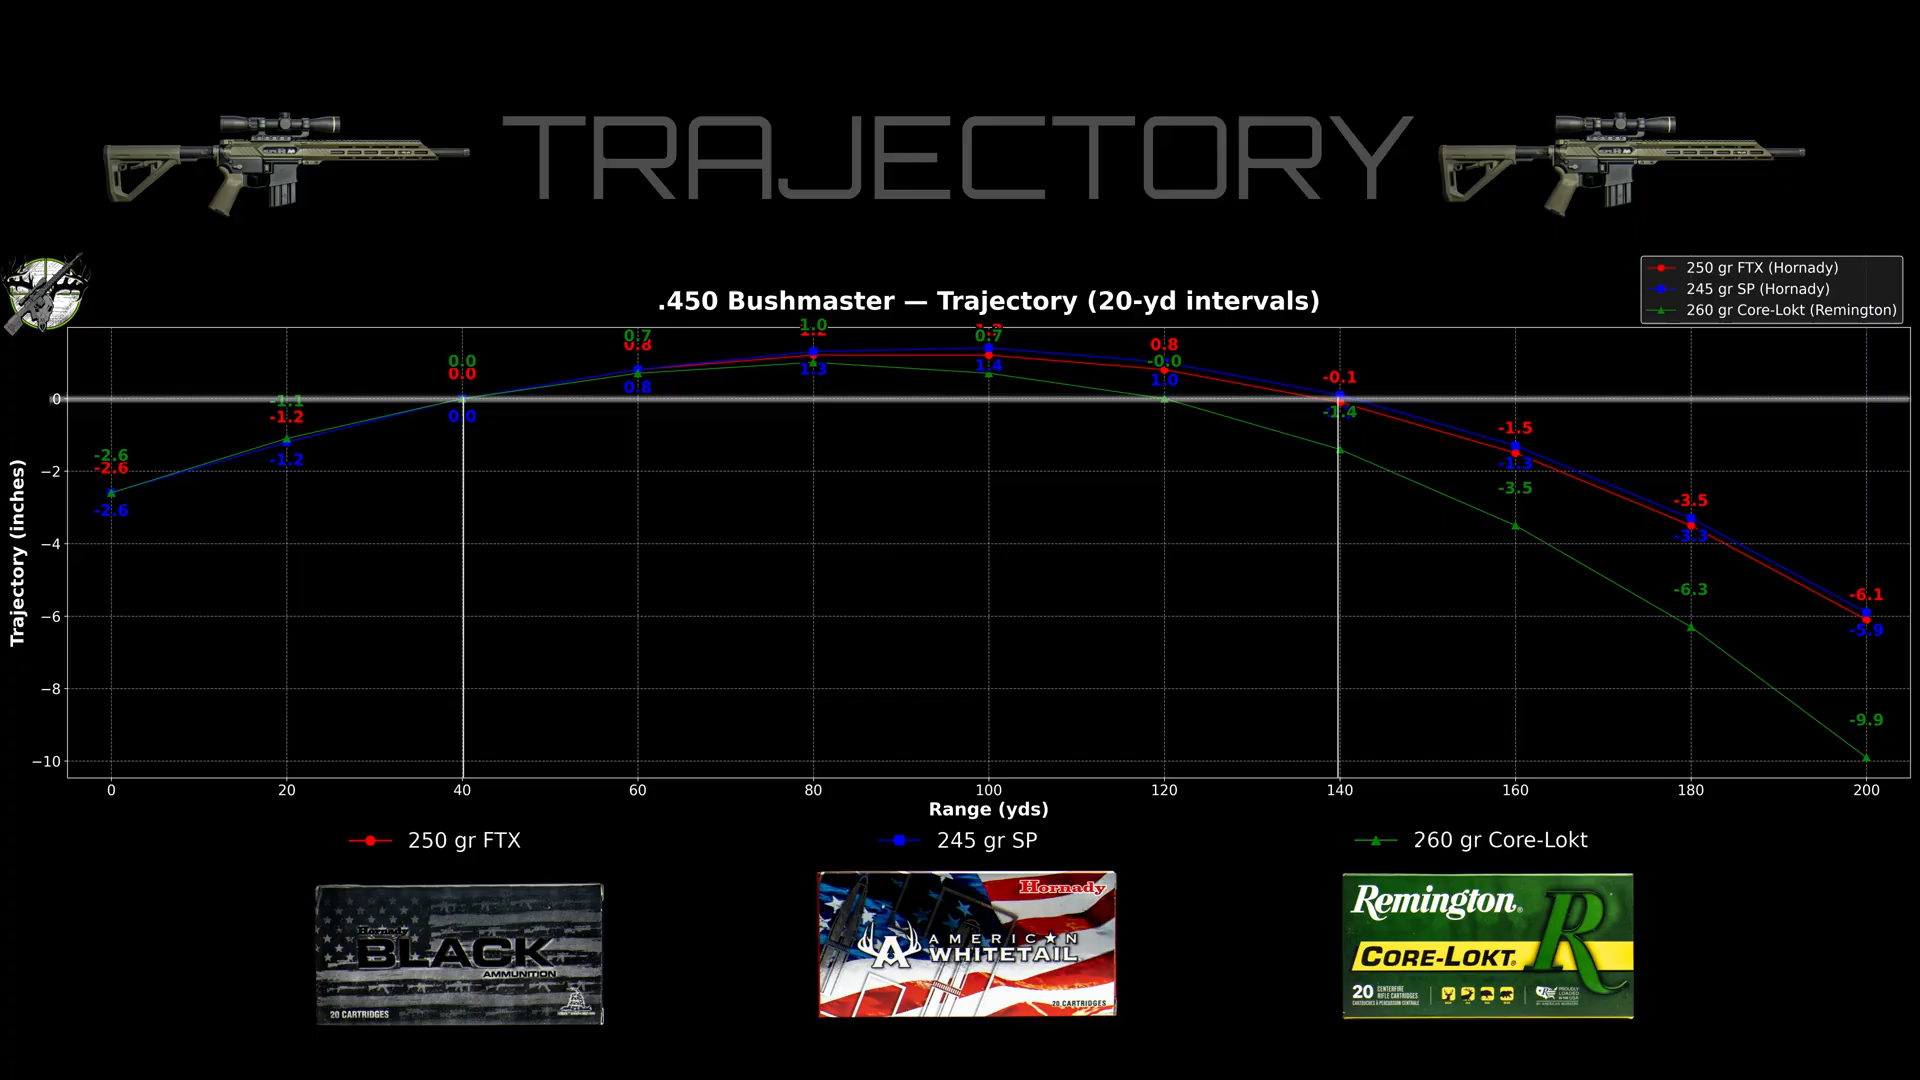 TRAJECTORY
250 gr FTX (Hornady)
245 gr SP (Hornady)
260 gr Core-Lokt (Remington)
.450 Bushmaster — Trajectory (20-yd intervals)
Trajectory (inches)
0
−2
−4
−6
−8
−10
-2.6
-2.6
-2.6
-1.1
-1.2
-1.2
0.0
0.0
0.0
0.7
0.8
0.8
1.0
1.3
0.7
1.4
0.8
-0.0
1.0
-0.1
-1.4
-1.5
-1.3
-3.5
-3.5
-3.3
-6.3
-6.1
-5.9
-9.9
0 20 40 60 80 100 120 140 160 180 200
Range (yds)
250 gr FTX
245 gr SP
260 gr Core-Lokt
Hornady
BLACK
AMMUNITION
20 CARTRIDGES
Hornady
AMERICAN
WHITETAIL
20 CARTRIDGES
Remington®
CORE-LOKT
R
20 CENTERFIRE
RIFLE CARTRIDGES